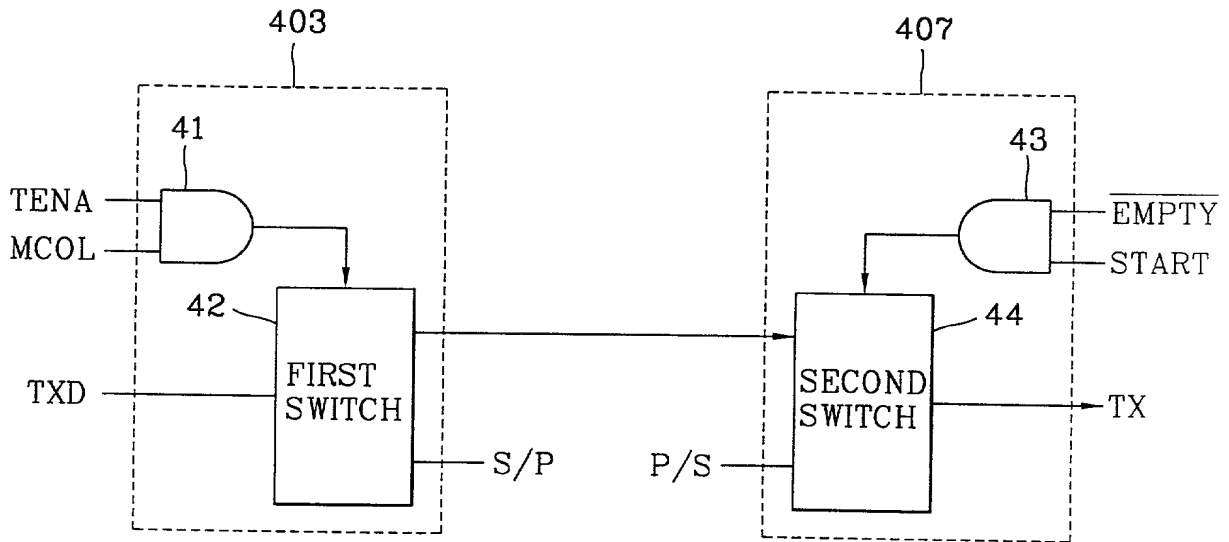 403
407
41
43
TENA
MCOL
EMPTY
START
42
44
FIRST
SWITCH
SECOND
SWITCH
TXD
TX
S/P
P/S